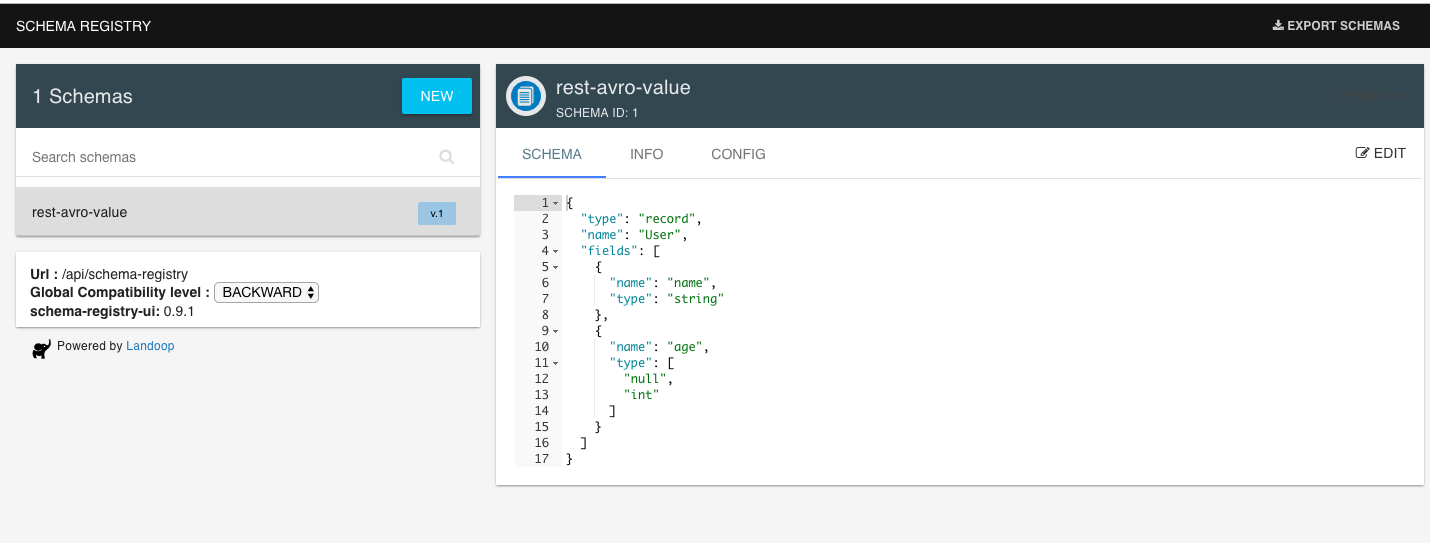 SCHEMA REGISTRY
EXPORT SCHEMAS
1 Schemas
NEW
Search schemas
rest-avro-value
v.1
Url : /api/schema-registry
Global Compatibility level : BACKWARD
schema-registry-ui: 0.9.1
Powered by Landoop
rest-avro-value
SCHEMA ID: 1
SCHEMA INFO CONFIG
EDIT
1 {
2 "type": "record",
3 "name": "User",
4 "fields": [
5 {
6 "name": "name",
7 "type": "string"
8 },
9 {
10 "name": "age",
11 "type": [
12 "null",
13 "int"
14 ]
15 }
16 ]
17 }